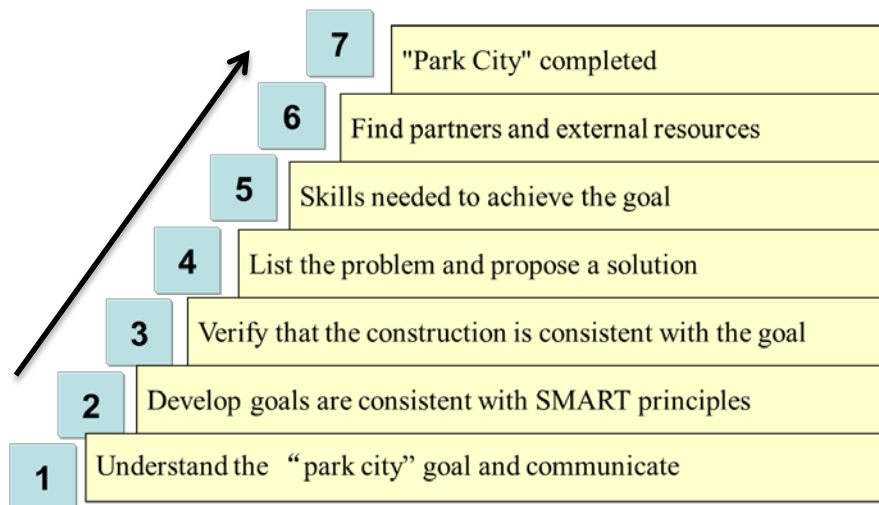 7
"Park City" completed
6
Find partners and external resources
5
Skills needed to achieve the goal
4
List the problem and propose a solution
3
Verify that the construction is consistent with the goal
2
Develop goals are consistent with SMART principles
1
Understand the “park city” goal and communicate